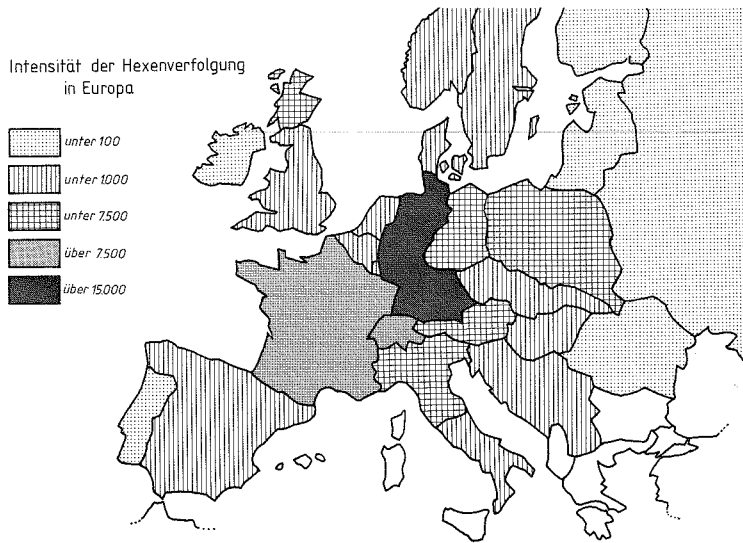 Intensität der Hexenverfolgung
in Europa
unter 100
unter 1.000
unter 7.500
über 7.500
über 15.000